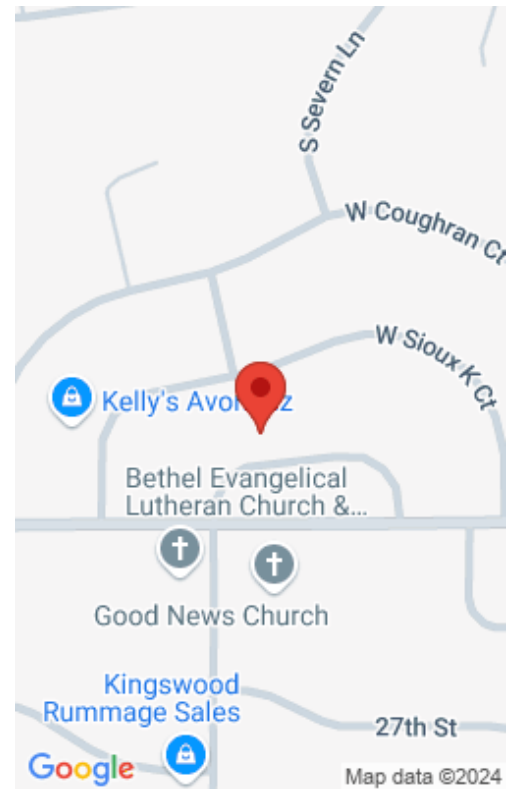 S Severn Ln
W Coughran Ct
W Sioux K Ct
Kelly's Avon
z
Bethel Evangelical
Lutheran Church &...
Good News Church
Kingswood
Rummage Sales
27th St
Google
Map data ©2024